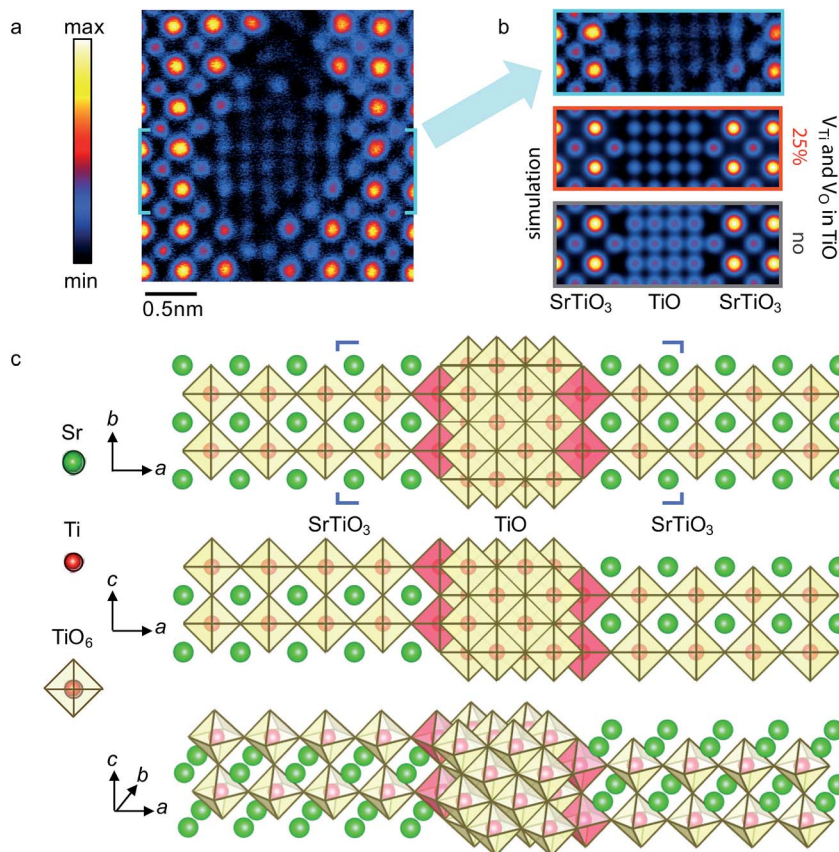 a
max
min
0.5nm
b
simulation
25%
no
V_Ti and V_O in TiO
SrTiO₃ TiO SrTiO₃
c
Sr
Ti
TiO₆
b
a
SrTiO₃ TiO SrTiO₃
c
a
c
b
a